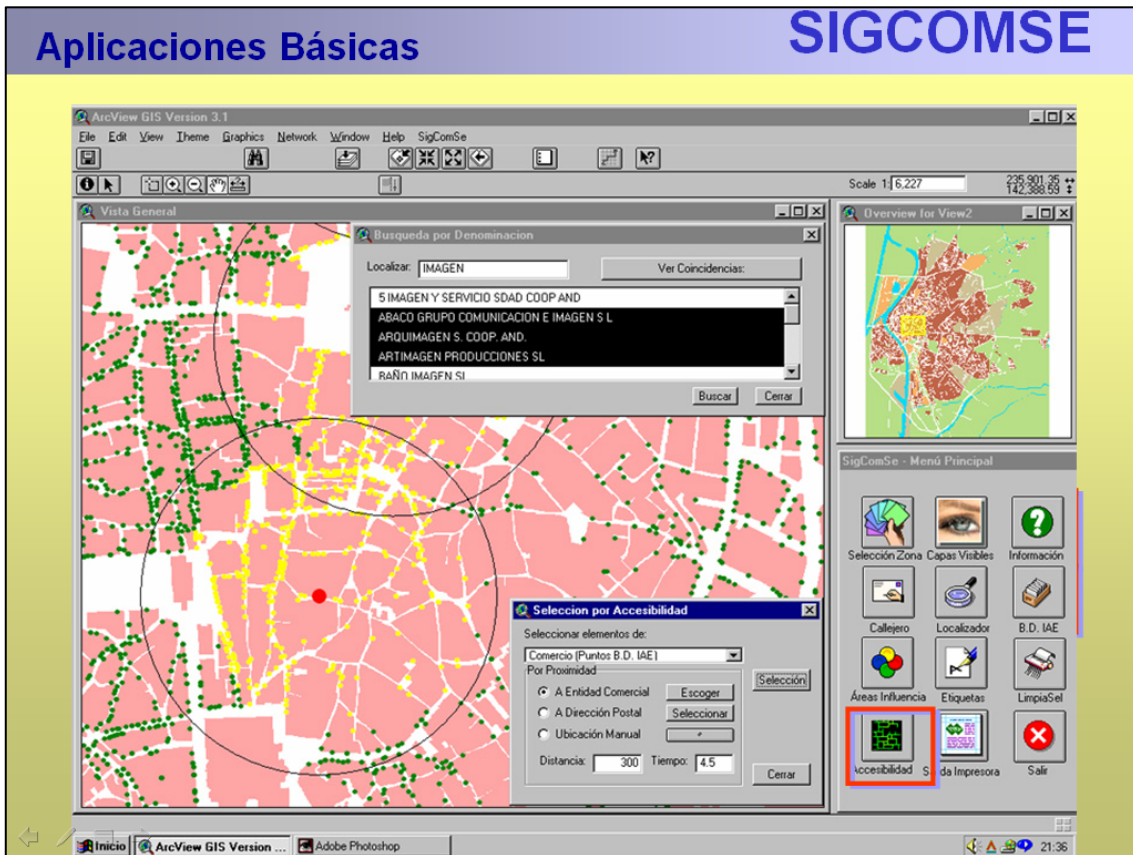 Aplicaciones Básicas
SIGCOMSE
ArcView GIS Version 3.1
File Edit View Theme Graphics Network Window Help SigComSe
Scale 1: 6,227
235,901.35
142,388.59
Vista General
Busqueda por Denominacion
Localizar: IMAGEN
Ver Coincidencias:
5 IMAGEN Y SERVICIO SDAD COOP AND
ABACO GRUPO COMUNICACION E IMAGEN S L
ARQUIMAGEN S. COOP. AND.
ARTIMAGEN PRODUCCIONES SL
BAÑO IMAGEN SL
Buscar
Cerrar
Overview for View2
SigComSe - Menú Principal
Selección Zona
Capas Visibles
Información
Callejero
Localizador
B.D. IAE
Áreas Influencia
Etiquetas
LimpiaSel
Accesibilidad
Impresora
Salir
Seleccion por Accesibilidad
Seleccionar elementos de:
Comercio (Puntos B.D. IAE)
Por Proximidad
A Entidad Comercial
Escoger
A Dirección Postal
Seleccionar
Ubicación Manual
Distancia: 300 Tiempo: 4.5
Selección
Cerrar
Inicio
ArcView GIS Version ...
Adobe Photoshop
21:36